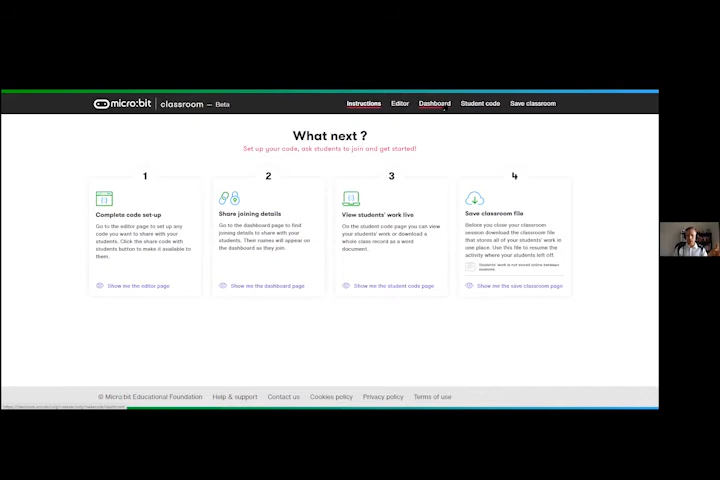 micro:bit classroom — Beta
Instructions Editor Dashboard Student code Save classroom
What next ?
Set up your code, ask students to join and get started!
1
Complete code set-up
Go to the editor page to set up any
code you want to share with your
students. Click the share code with
students button to make it available to
them.
Show me the editor page
2
Share joining details
Go to the dashboard page to find
joining details to share with your
students. Their names will appear on
the dashboard as they join.
Show me the dashboard page
3
View students' work live
On the student code page you can view
your students' work or download a
whole class record as a word
document.
Show me the student code page
4
Save classroom file
Before you close your classroom
session download the classroom file
that stores all of your students' work in
one place. Use this file to resume the
activity where your students left off.
Students' work is not stored online between
sessions.
Show me the save classroom page
© Micro:bit Educational Foundation Help & support Contact us Cookies policy Privacy policy Terms of use